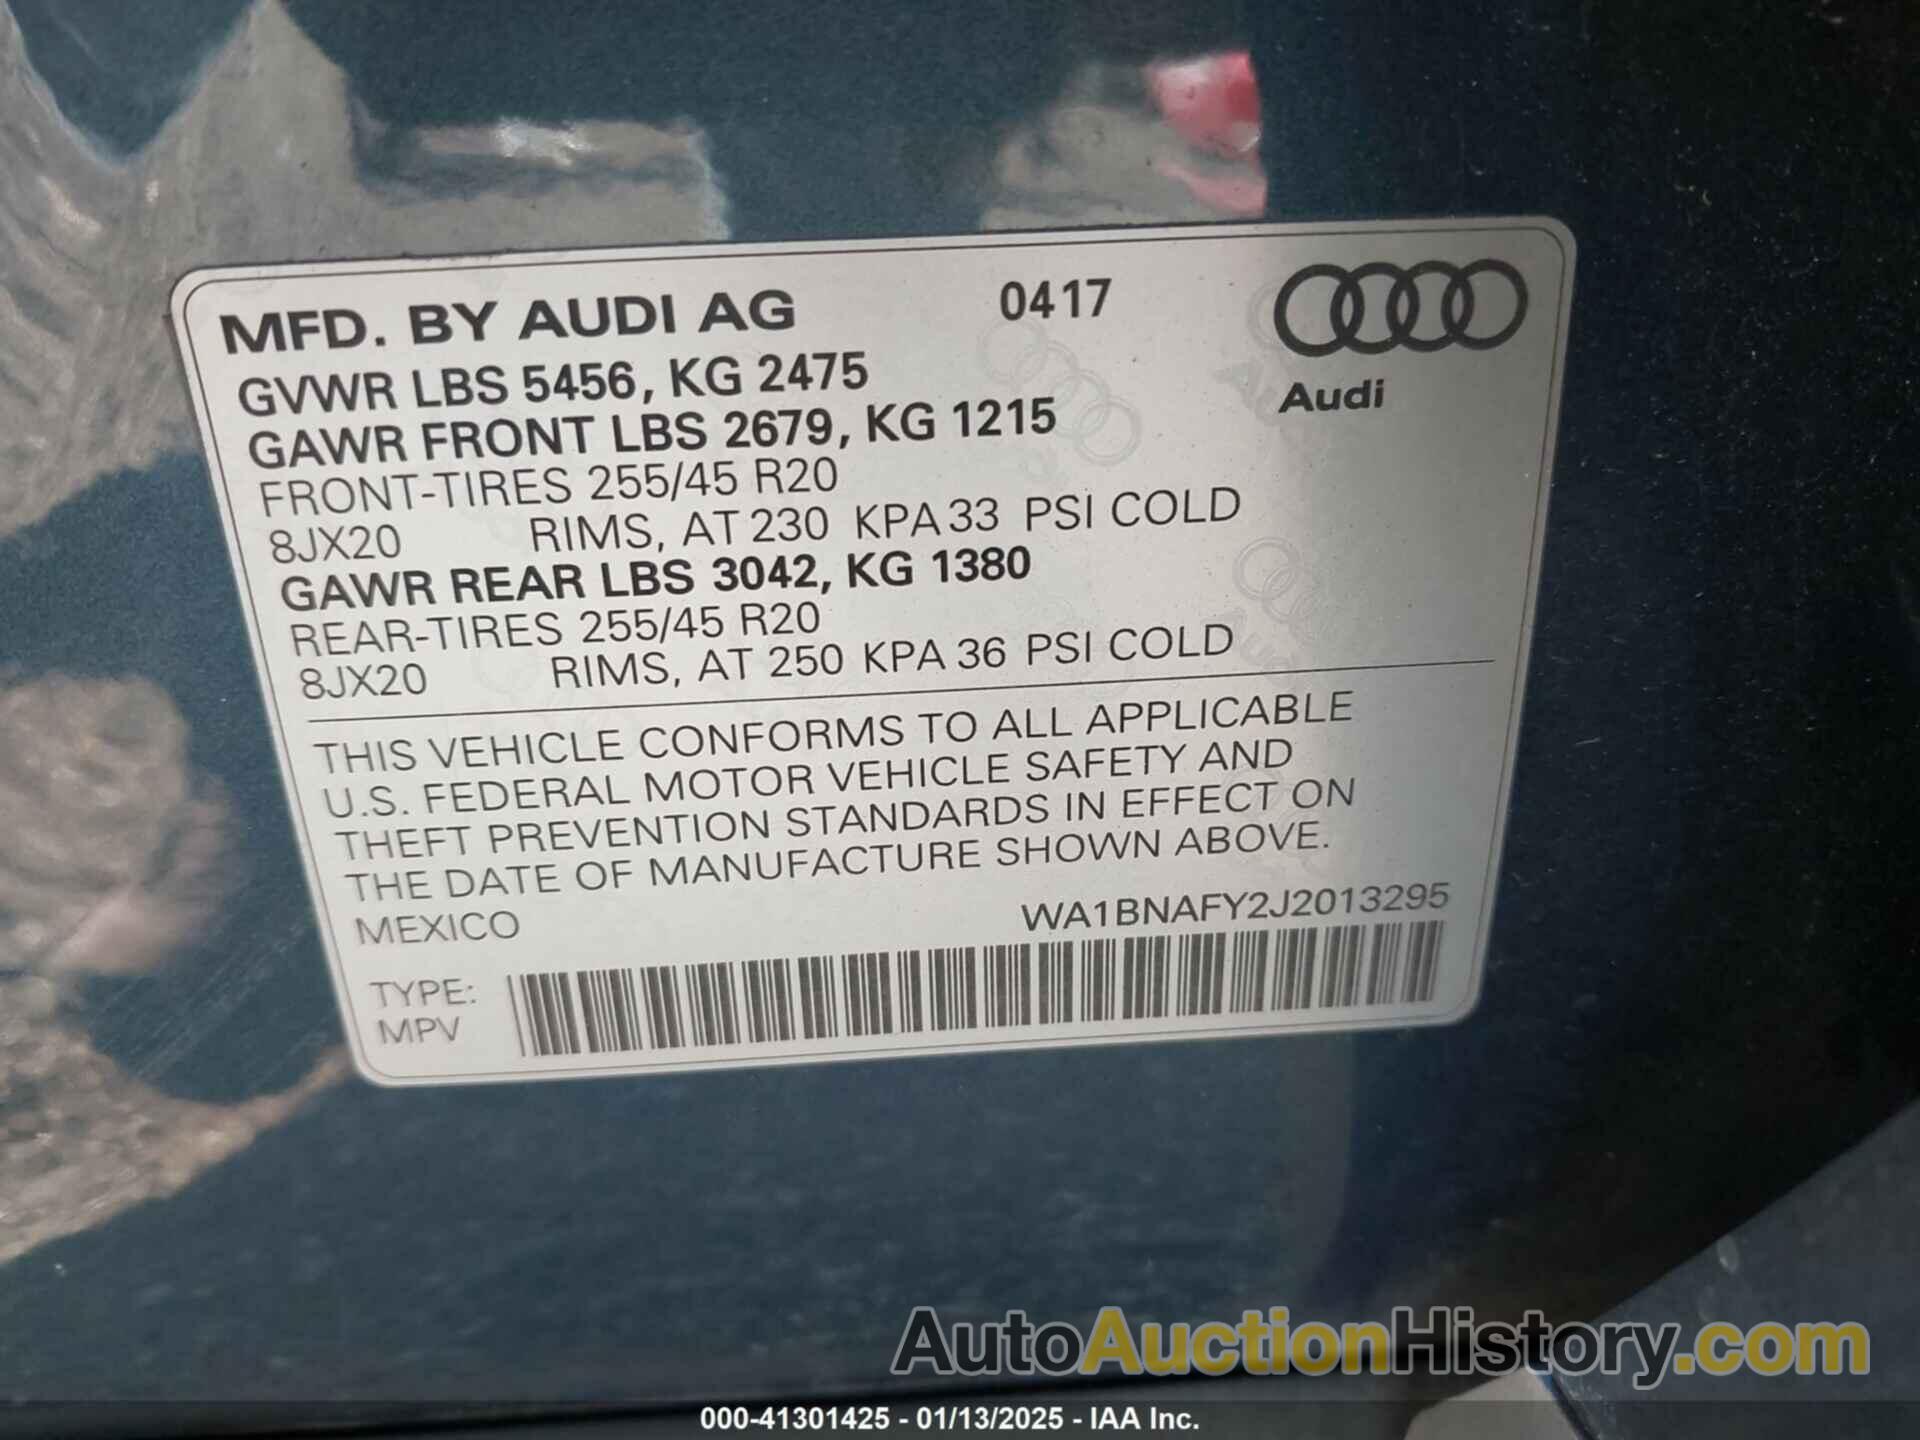 MFD. BY AUDI AG 0417
Audi
GVWR LBS 5456, KG 2475
GAWR FRONT LBS 2679, KG 1215
FRONT-TIRES 255/45 R20
8JX20 RIMS, AT 230 KPA 33 PSI COLD
GAWR REAR LBS 3042, KG 1380
REAR-TIRES 255/45 R20
8JX20 RIMS, AT 250 KPA 36 PSI COLD
THIS VEHICLE CONFORMS TO ALL APPLICABLE
U.S. FEDERAL MOTOR VEHICLE SAFETY AND
THEFT PREVENTION STANDARDS IN EFFECT ON
THE DATE OF MANUFACTURE SHOWN ABOVE.
MEXICO WA1BNAFY2J2013295
TYPE:
MPV
AutoAuctionHistory.com
000-41301425 - 01/13/2025 - IAA Inc.